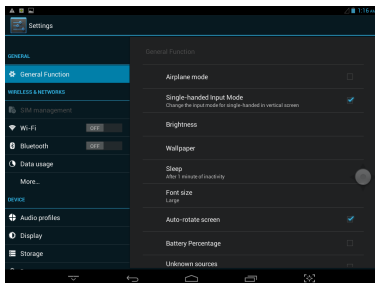 1:16 AM
Settings
GENERAL
General Function
WIRELESS & NETWORKS
SIM management
Wi-Fi
OFF
Bluetooth
OFF
Data usage
More...
DEVICE
Audio profiles
Display
Storage
General Function
Airplane mode
Single-handed Input Mode
Change the input mode for single-handed in vertical screen
Brightness
Wallpaper
Sleep
After 1 minute of inactivity
Font size
Large
Auto-rotate screen
Battery Percentage
Unknown sources